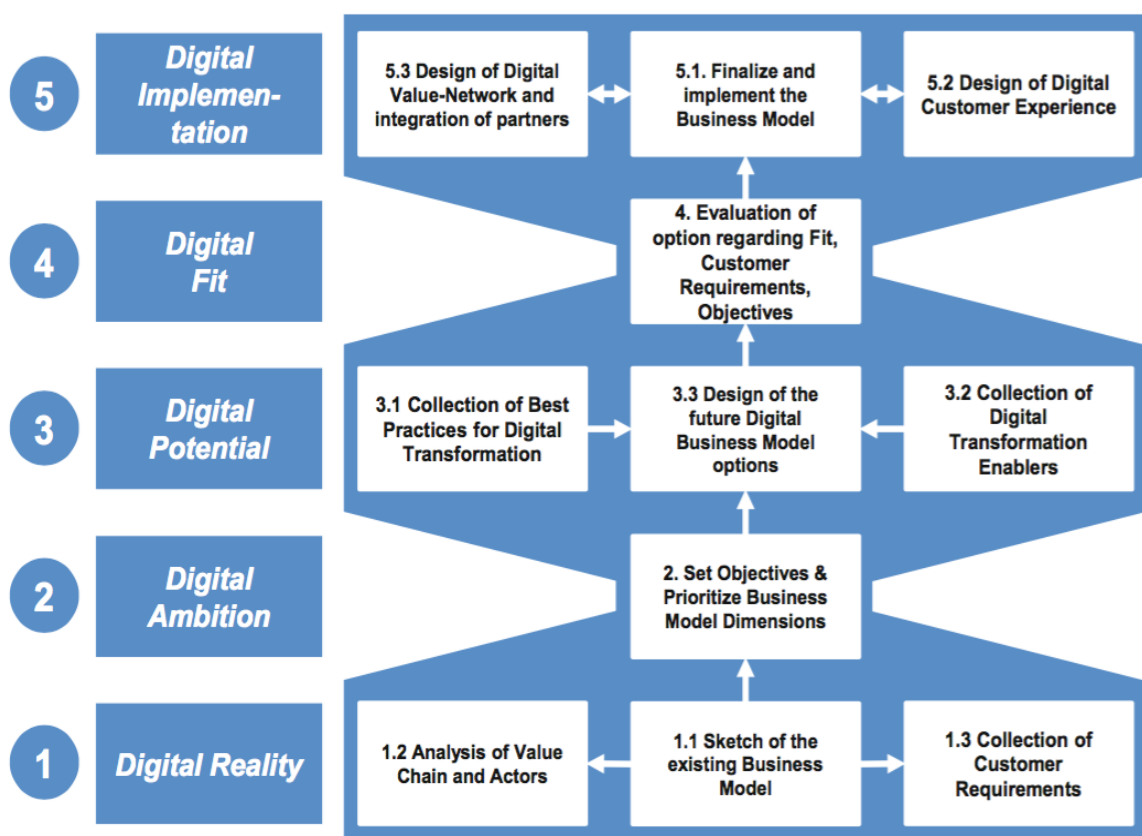 5
Digital
Implemen-
tation
5.3 Design of Digital
Value-Network and
integration of partners
5.1. Finalize and
implement the
Business Model
5.2 Design of Digital
Customer Experience
4
Digital
Fit
4. Evaluation of
option regarding Fit,
Customer
Requirements,
Objectives
3
Digital
Potential
3.1 Collection of Best
Practices for Digital
Transformation
3.3 Design of the
future Digital
Business Model
options
3.2 Collection of
Digital
Transformation
Enablers
2
Digital
Ambition
2. Set Objectives &
Prioritize Business
Model Dimensions
1
Digital Reality
1.2 Analysis of Value
Chain and Actors
1.1 Sketch of the
existing Business
Model
1.3 Collection of
Customer
Requirements